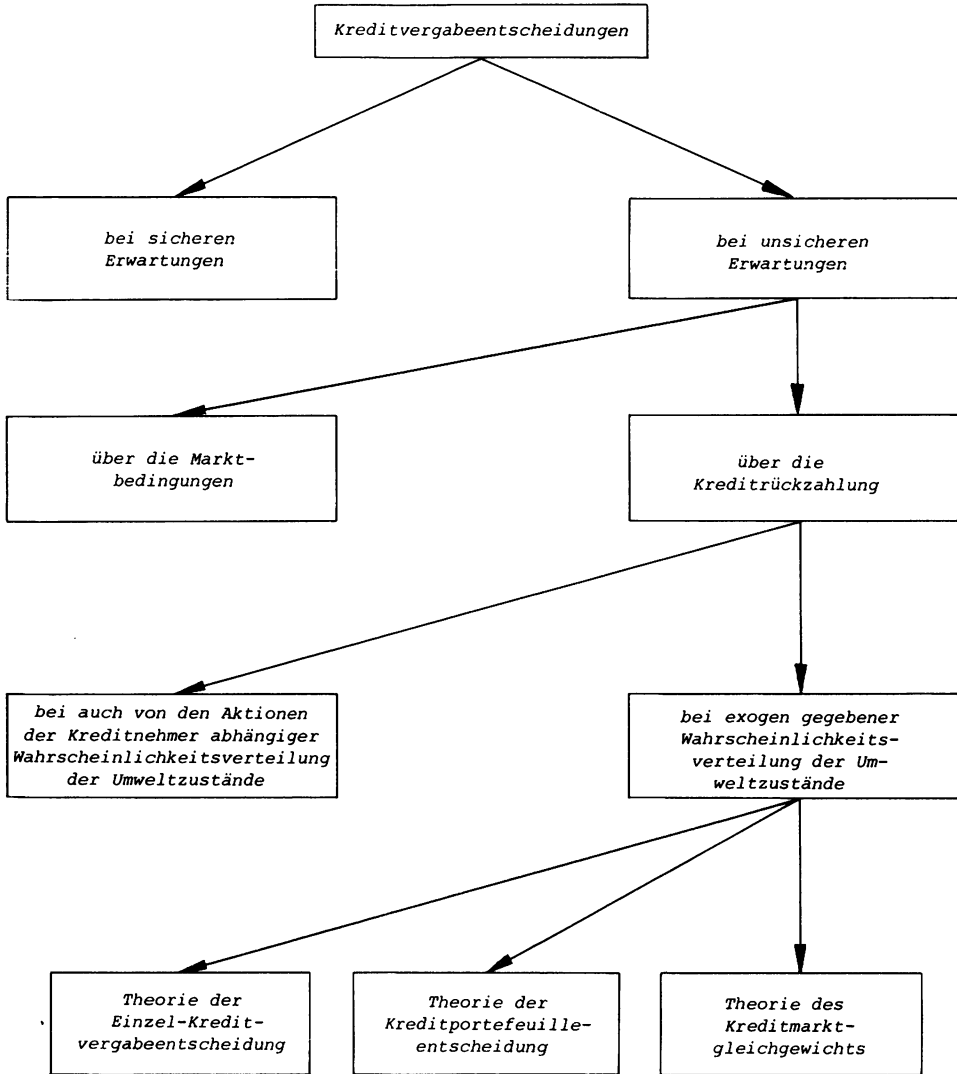 Kreditvergabeentscheidungen
bei sicheren
Erwartungen
bei unsicheren
Erwartungen
über die Markt-
bedingungen
über die
Kreditrückzahlung
bei auch von den Aktionen
der Kreditnehmer abhängiger
Wahrscheinlichkeitsverteilung
der Umweltzustände
bei exogen gegebener
Wahrscheinlichkeits-
verteilung der Um-
weltzustände
Theorie der
Einzel-Kredit-
vergabeentscheidung
Theorie der
Kreditportefeuille-
entscheidung
Theorie des
Kreditmarkt-
gleichgewichts